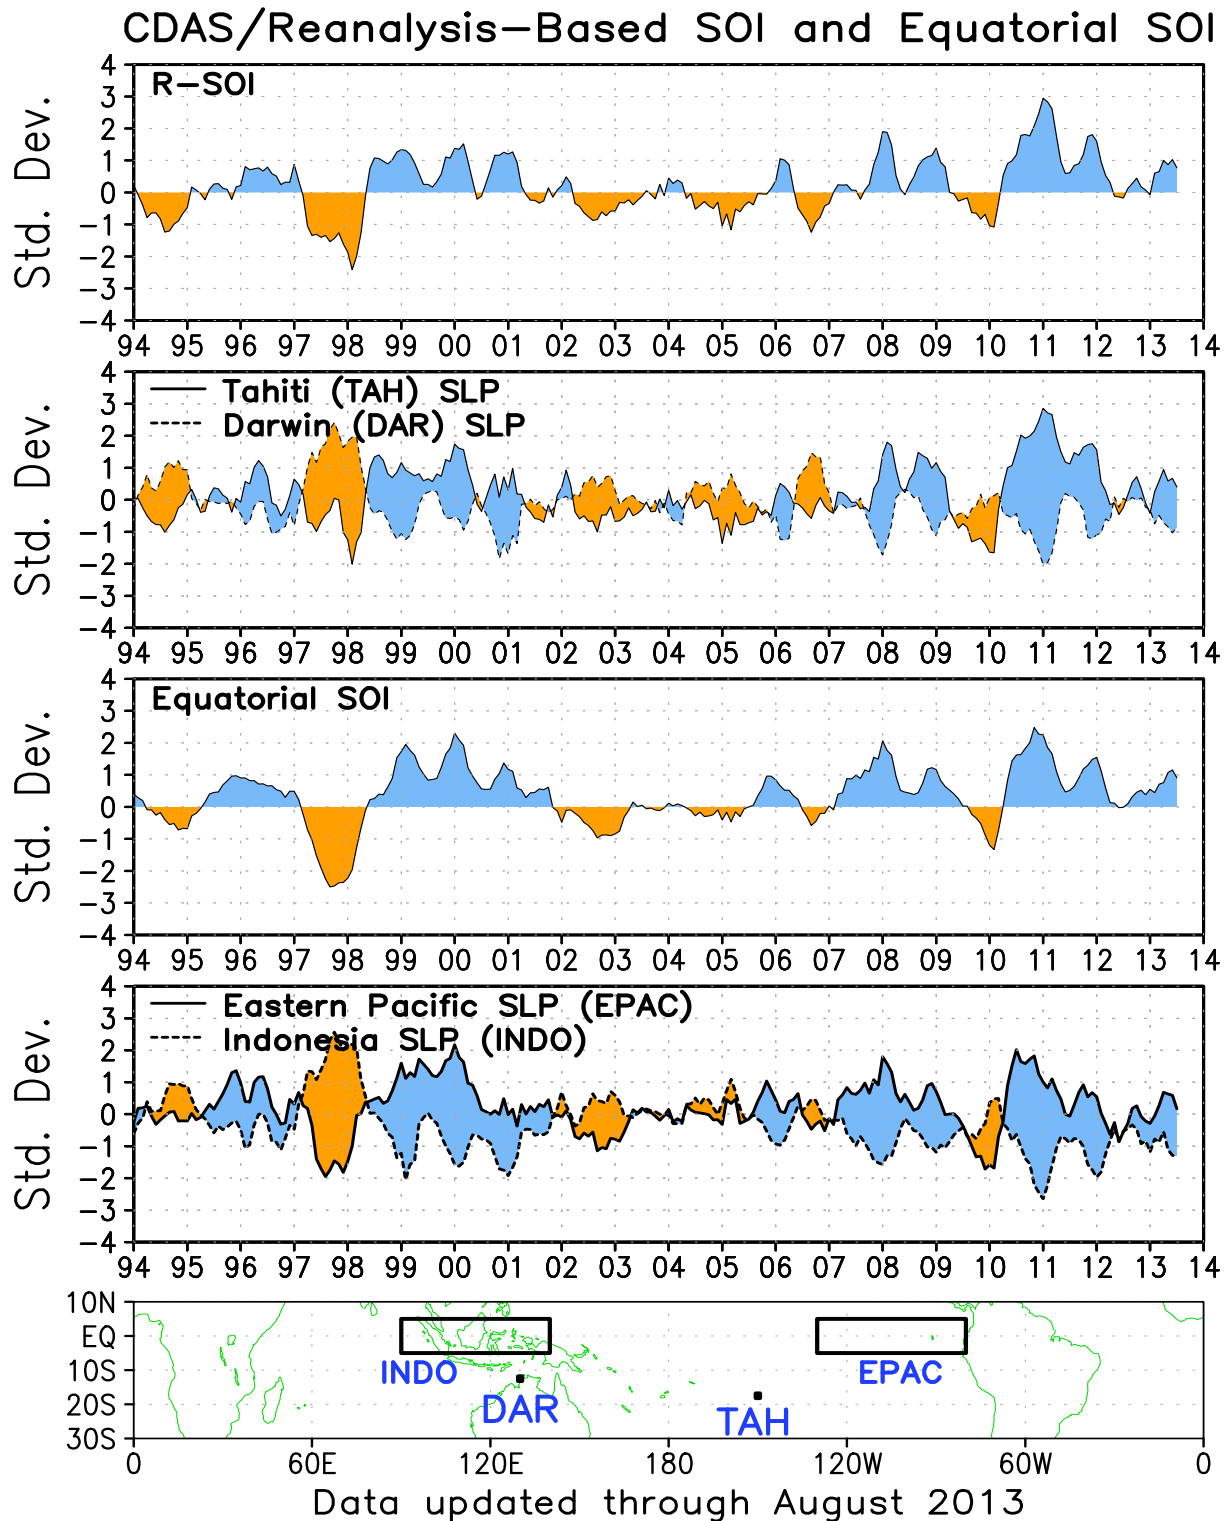 CDAS/Reanalysis-Based SOI and Equatorial SOI
R-SOI
Std. Dev.
4
3
2
1
0
-1
-2
-3
-4
94 95 96 97 98 99 00 01 02 03 04 05 06 07 08 09 10 11 12 13 14
Tahiti (TAH) SLP
Darwin (DAR) SLP
Std. Dev.
4
3
2
1
0
-1
-2
-3
-4
94 95 96 97 98 99 00 01 02 03 04 05 06 07 08 09 10 11 12 13 14
Equatorial SOI
Std. Dev.
4
3
2
1
0
-1
-2
-3
-4
94 95 96 97 98 99 00 01 02 03 04 05 06 07 08 09 10 11 12 13 14
Eastern Pacific SLP (EPAC)
Indonesia SLP (INDO)
Std. Dev.
4
3
2
1
0
-1
-2
-3
-4
94 95 96 97 98 99 00 01 02 03 04 05 06 07 08 09 10 11 12 13 14
10N
EQ
10S
20S
30S
INDO
EPAC
DAR
TAH
0 60E 120E 180 120W 60W 0
Data updated through August 2013